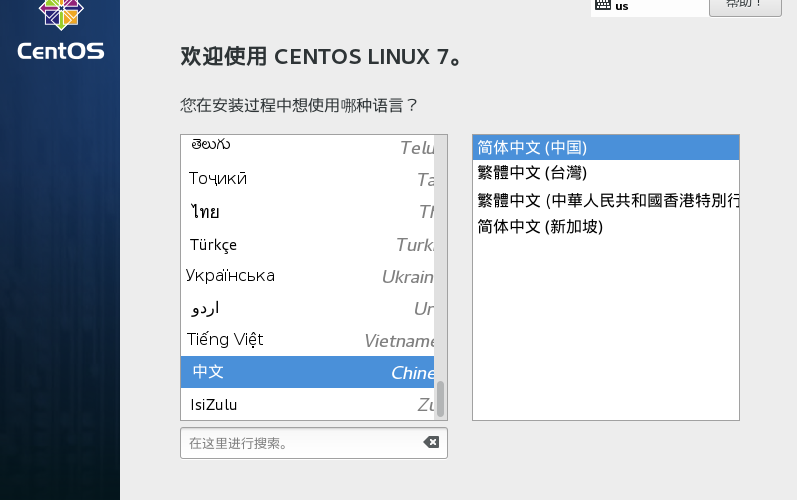 us
帮助！
CentOS
欢迎使用 CENTOS LINUX 7。
您在安装过程中想使用哪种语言？
తెలుగు Telu
Тоҷикӣ Ta
ไทย Th
Türkçe Turk
Українська Ukrain
اردو Ur
Tiếng Việt Vietname
中文 Chine
IsiZulu Zu
简体中文 (中国)
繁體中文 (台灣)
繁體中文 (中華人民共和國香港特別行
简体中文 (新加坡)
在这里进行搜索。